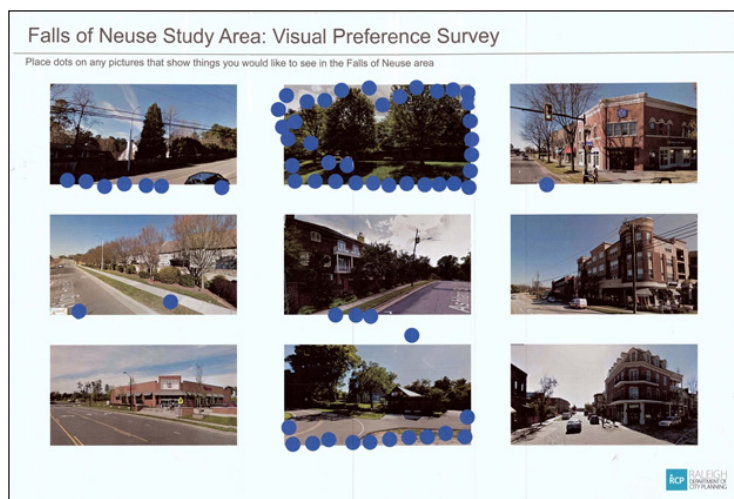 Falls of Neuse Study Area: Visual Preference Survey
Place dots on any pictures that show things you would like to see in the Falls of Neuse area
RCP
RALEIGH
DEPARTMENT OF
CITY PLANNING